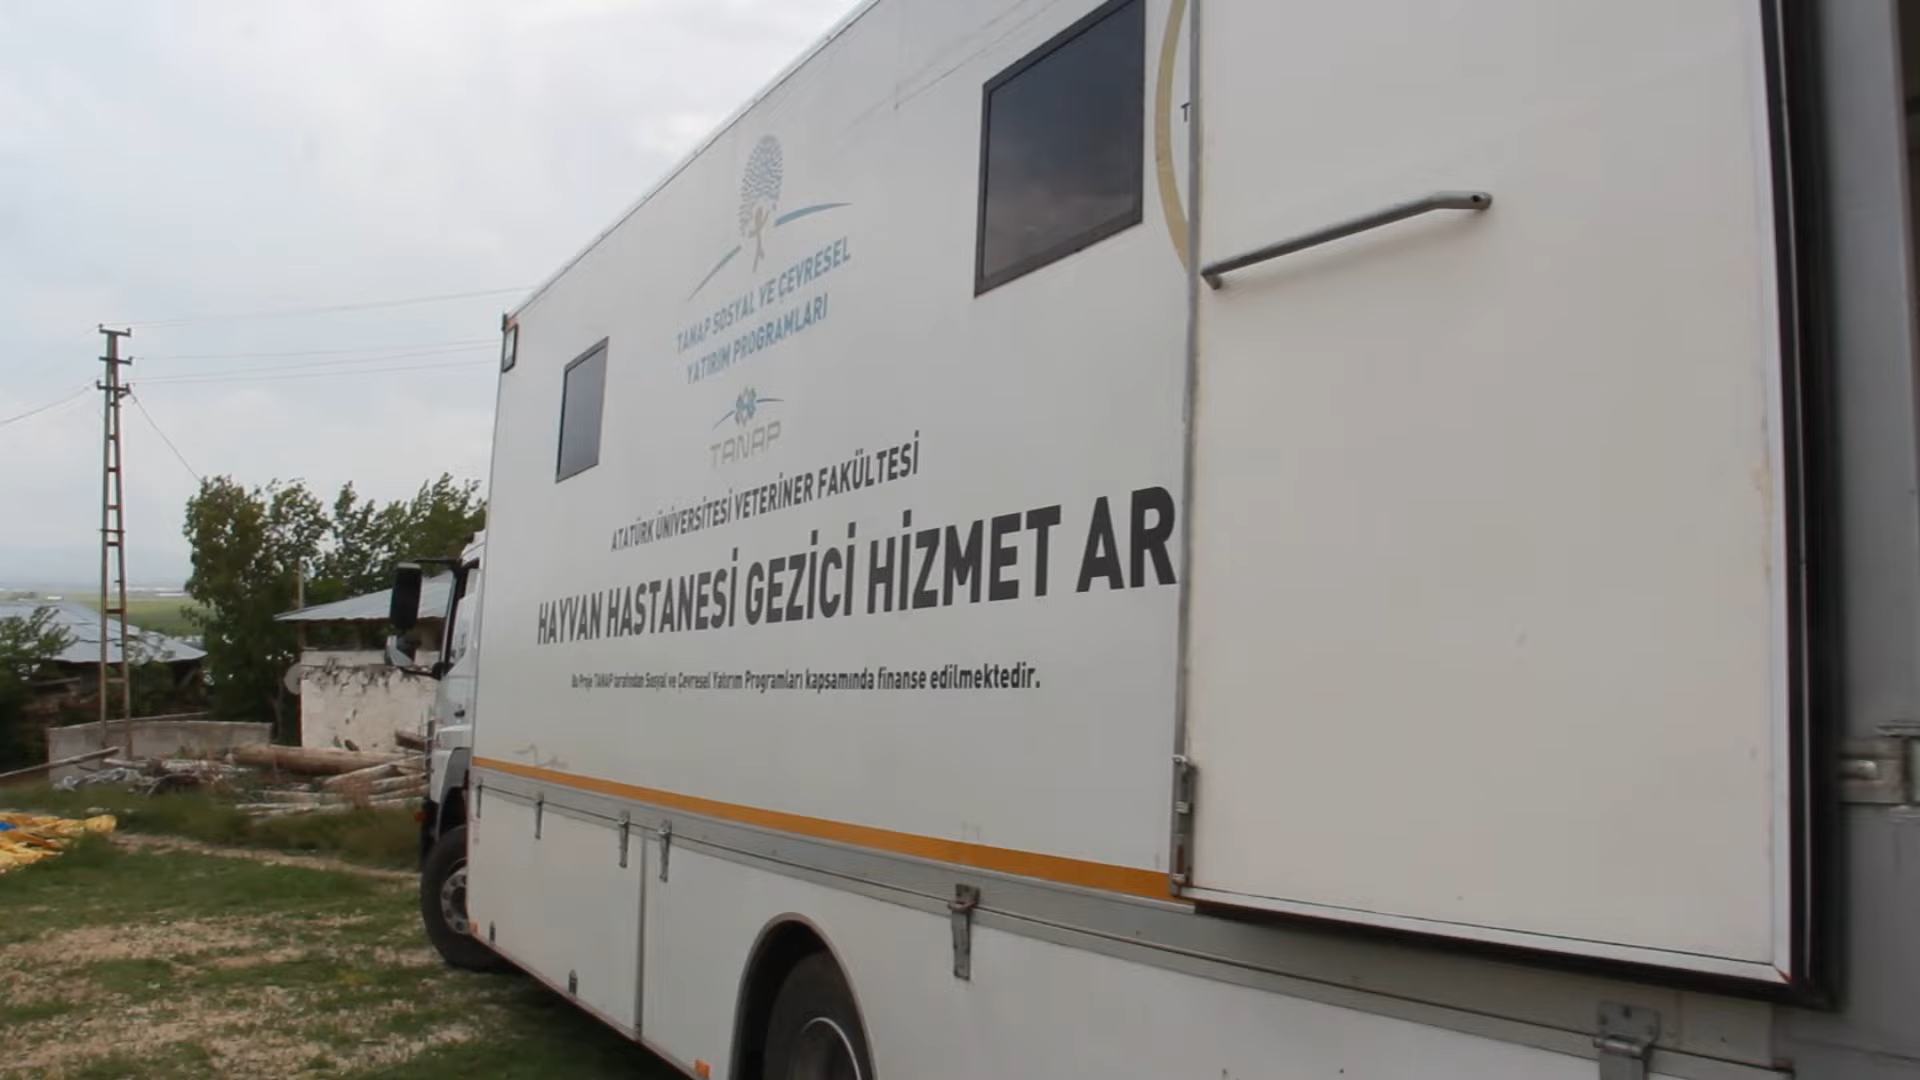 TANAP SOSYAL VE ÇEVRESEL
YATIRIM PROGRAMLARI
TANAP
ATATÜRK ÜNİVERSİTESİ VETERİNER FAKÜLTESİ
HAYVAN HASTANESİ GEZİCİ HİZMET AR
Bu Proje TANAP tarafından Sosyal ve Çevresel Yatırım Programları kapsamında finanse edilmektedir.
T